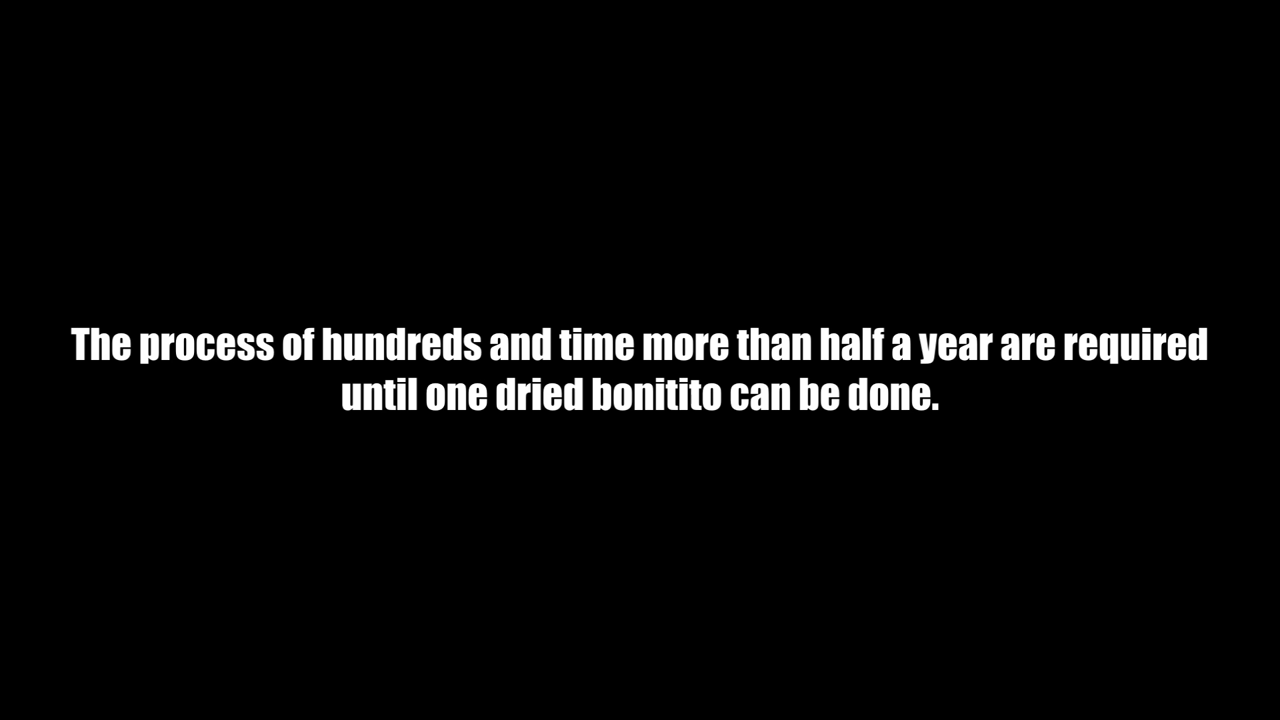 The process of hundreds and time more than half a year are required
until one dried bonitito can be done.